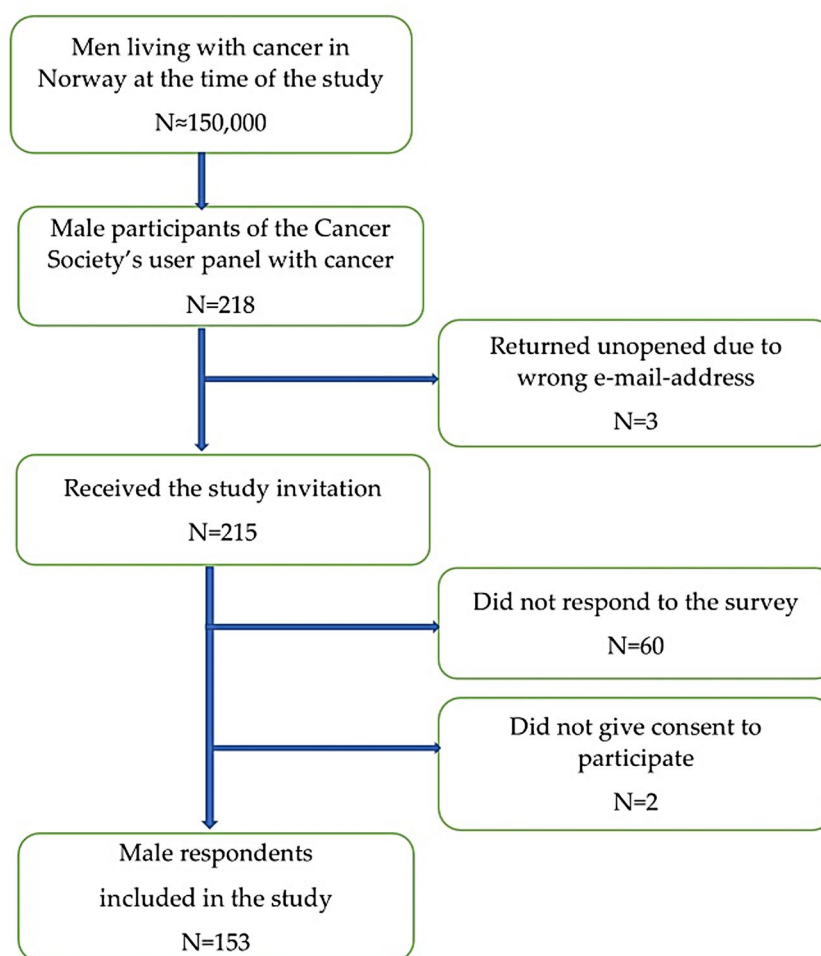 Men living with cancer in
Norway at the time of the study
N≈150,000
Male participants of the Cancer
Society’s user panel with cancer
N=218
Returned unopened due to
wrong e-mail-address
N=3
Received the study invitation
N=215
Did not respond to the survey
N=60
Did not give consent to
participate
N=2
Male respondents
included in the study
N=153